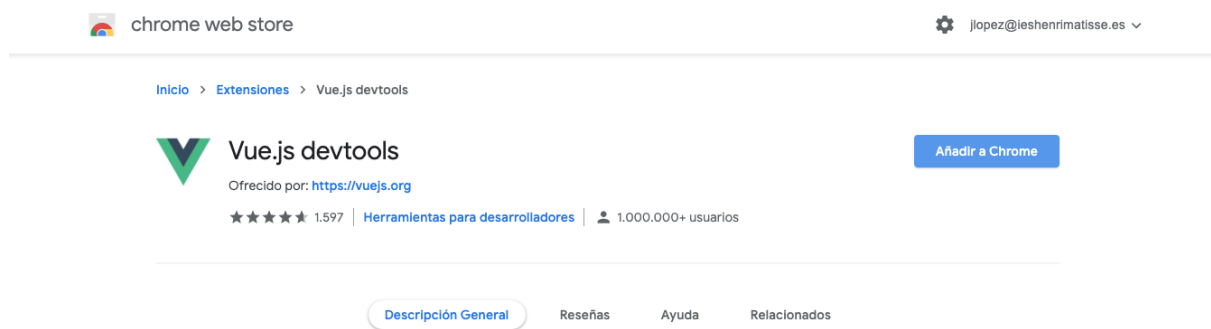 chrome web store
jlopez@ieshenrimatisse.es
Inicio > Extensiones > Vue.js devtools
Vue.js devtools
Añadir a Chrome
Ofrecido por: https://vuejs.org
1.597 | Herramientas para desarrolladores | 1.000.000+ usuarios
Descripción General Reseñas Ayuda Relacionados